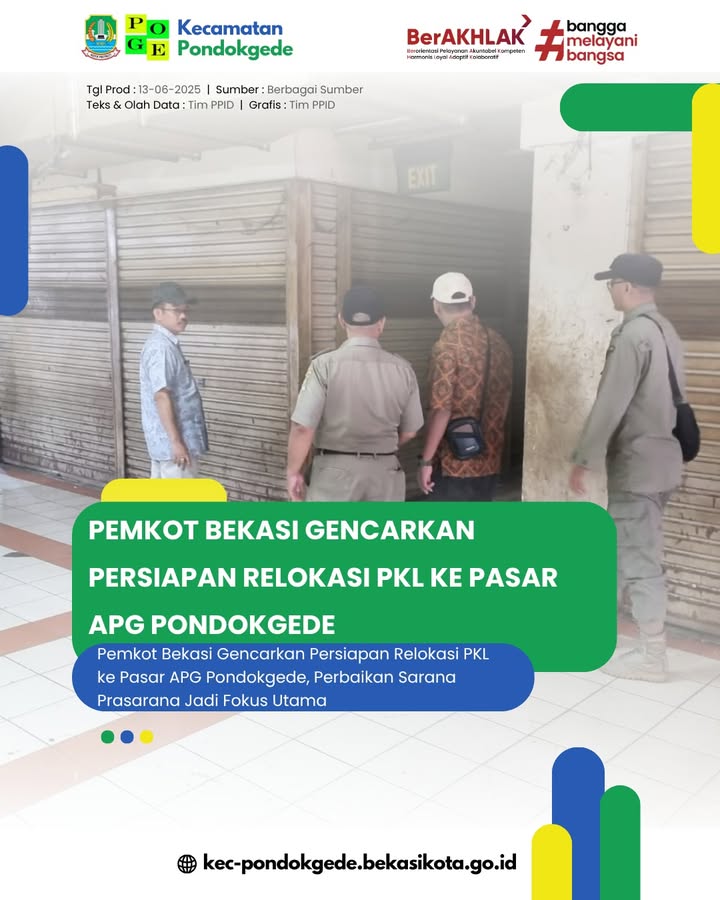 PO
GE
Kecamatan
Pondokgede
BerAKHLAK
Berorientasi Pelayanan Akuntabel Kompeten
Harmonis Loyal Adaptif Kolaboratif
#bangga
melayani
bangsa
Tgl Prod : 13-06-2025 | Sumber : Berbagai Sumber
Teks & Olah Data : Tim PPID | Grafis : Tim PPID
EXIT
PEMKOT BEKASI GENCARKAN
PERSIAPAN RELOKASI PKL KE PASAR
APG PONDOKGEDE
Pemkot Bekasi Gencarkan Persiapan Relokasi PKL
ke Pasar APG Pondokgede, Perbaikan Sarana
Prasarana Jadi Fokus Utama
kec-pondokgede.bekasikota.go.id